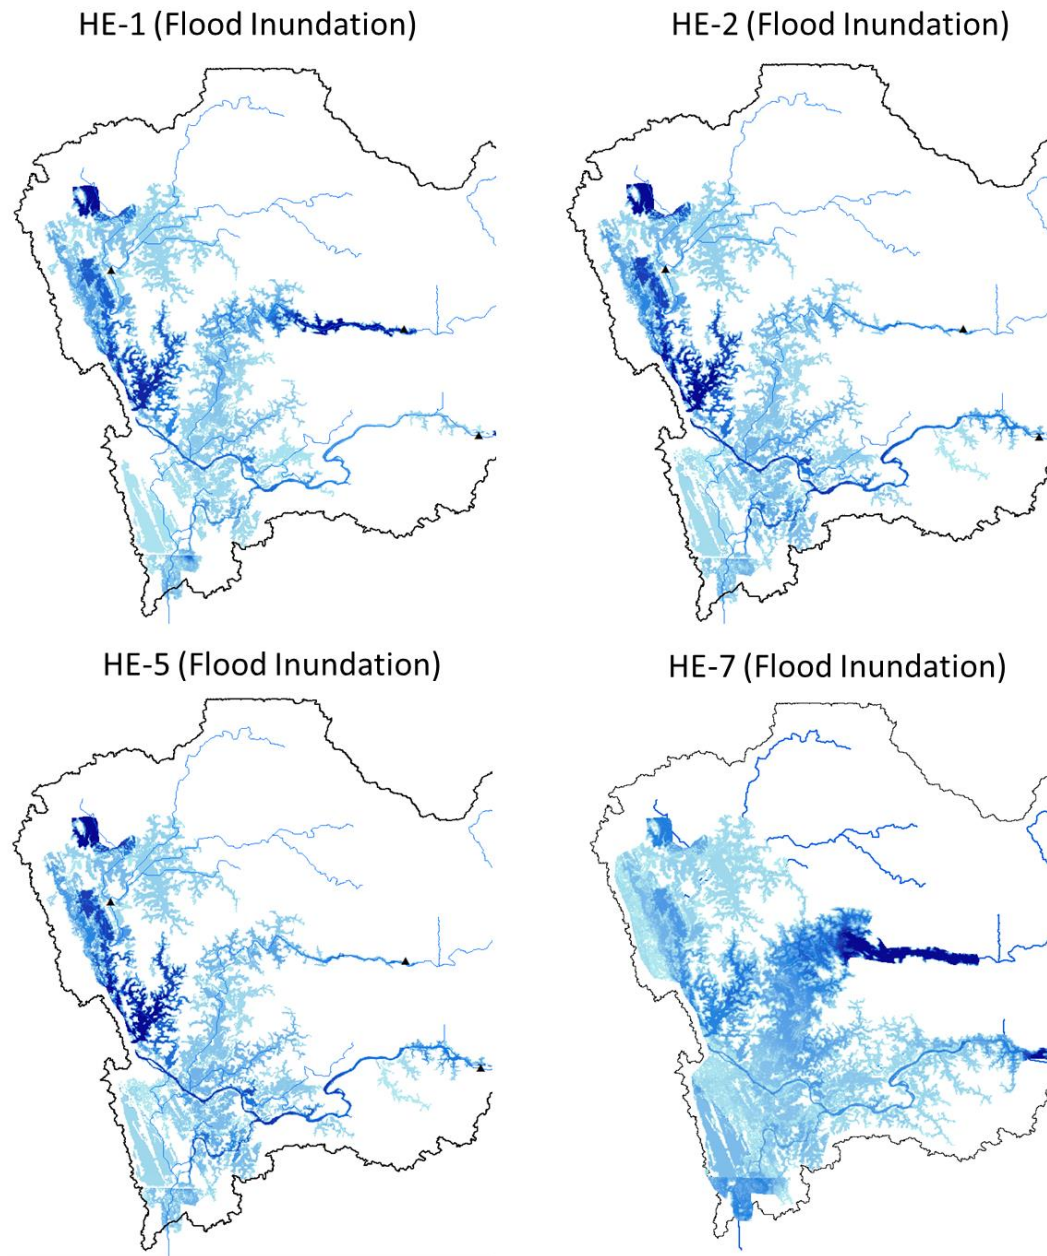 HE-1 (Flood Inundation)
HE-2 (Flood Inundation)
HE-5 (Flood Inundation)
HE-7 (Flood Inundation)